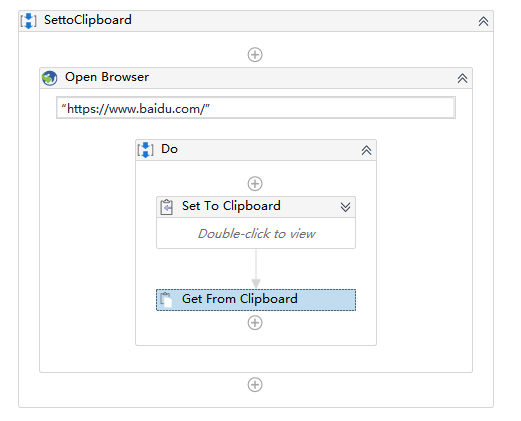 SettoClipboard
Open Browser
“https://www.baidu.com/”
Do
Set To Clipboard
Double-click to view
Get From Clipboard